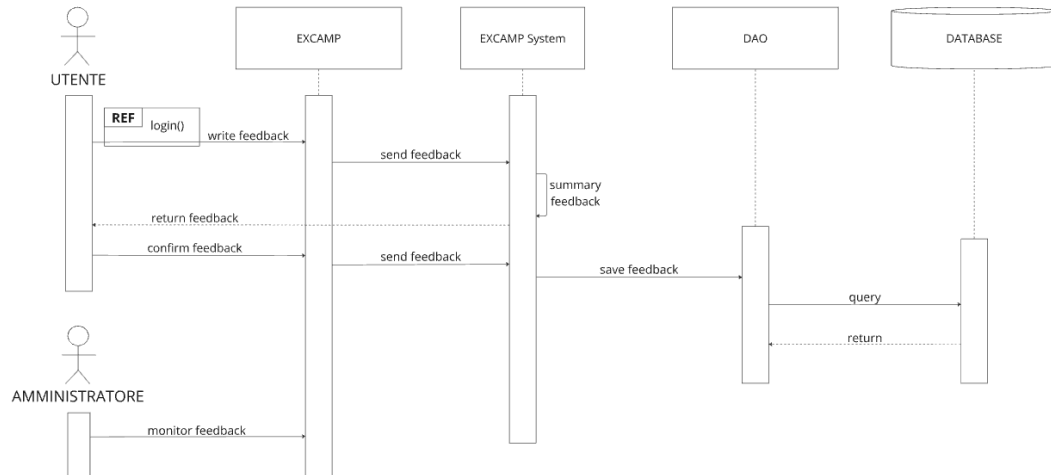 EXCAMP
EXCAMP System
DAO
DATABASE
UTENTE
REF
login()
write feedback
send feedback
summary
feedback
return feedback
confirm feedback
send feedback
save feedback
query
return
AMMINISTRATORE
monitor feedback